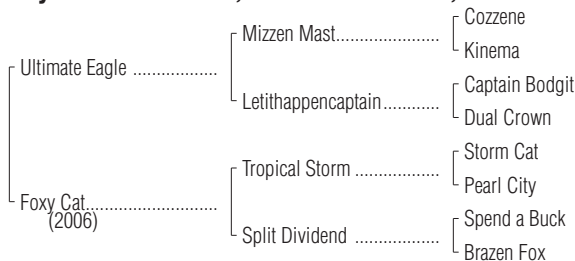 Cozzene
Mizzen Mast....................
Kinema
Ultimate Eagle .................
Captain Bodgit
Letithappencaptain...........
Dual Crown
Storm Cat
Tropical Storm .................
Pearl City
Foxy Cat..........................
(2006)
Spend a Buck
Split Dividend .................
Brazen Fox